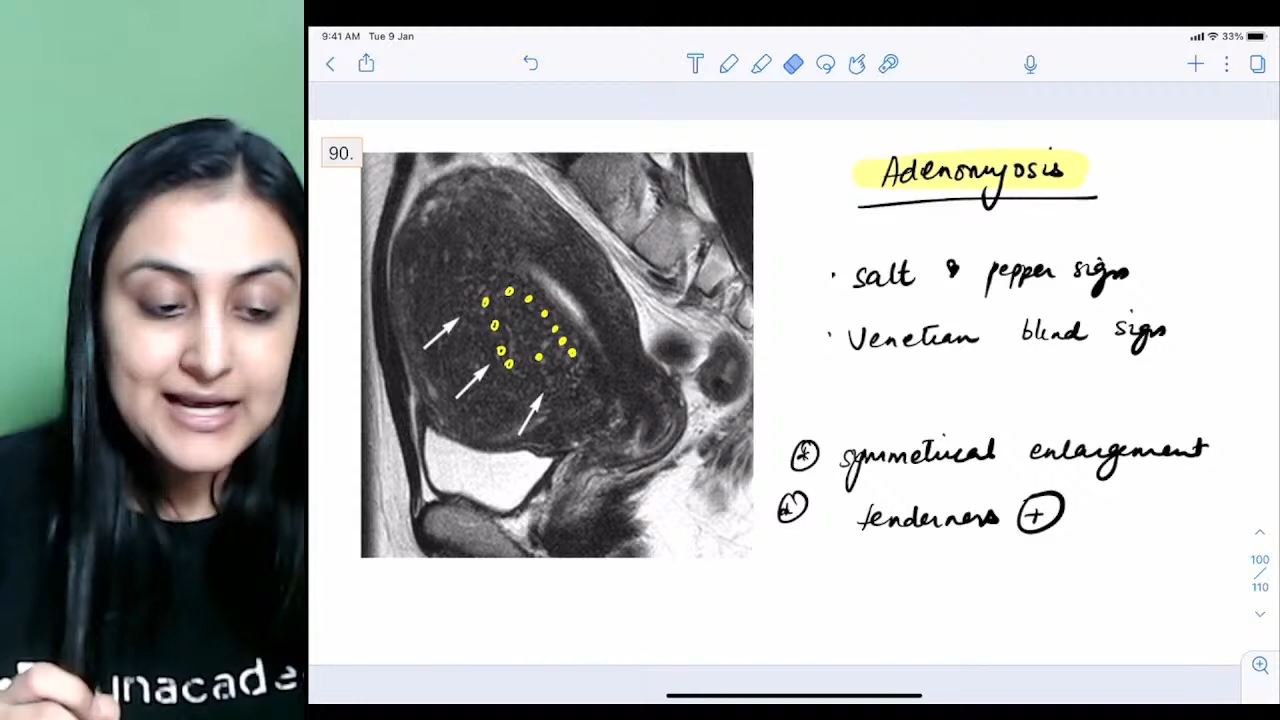 9:41 AM Tue 9 Jan
33%
90.
Adenomyosis
· salt & pepper sign
· Venetian blind sign
symmetrical enlargement
tenderness +
100
/
110
unacade